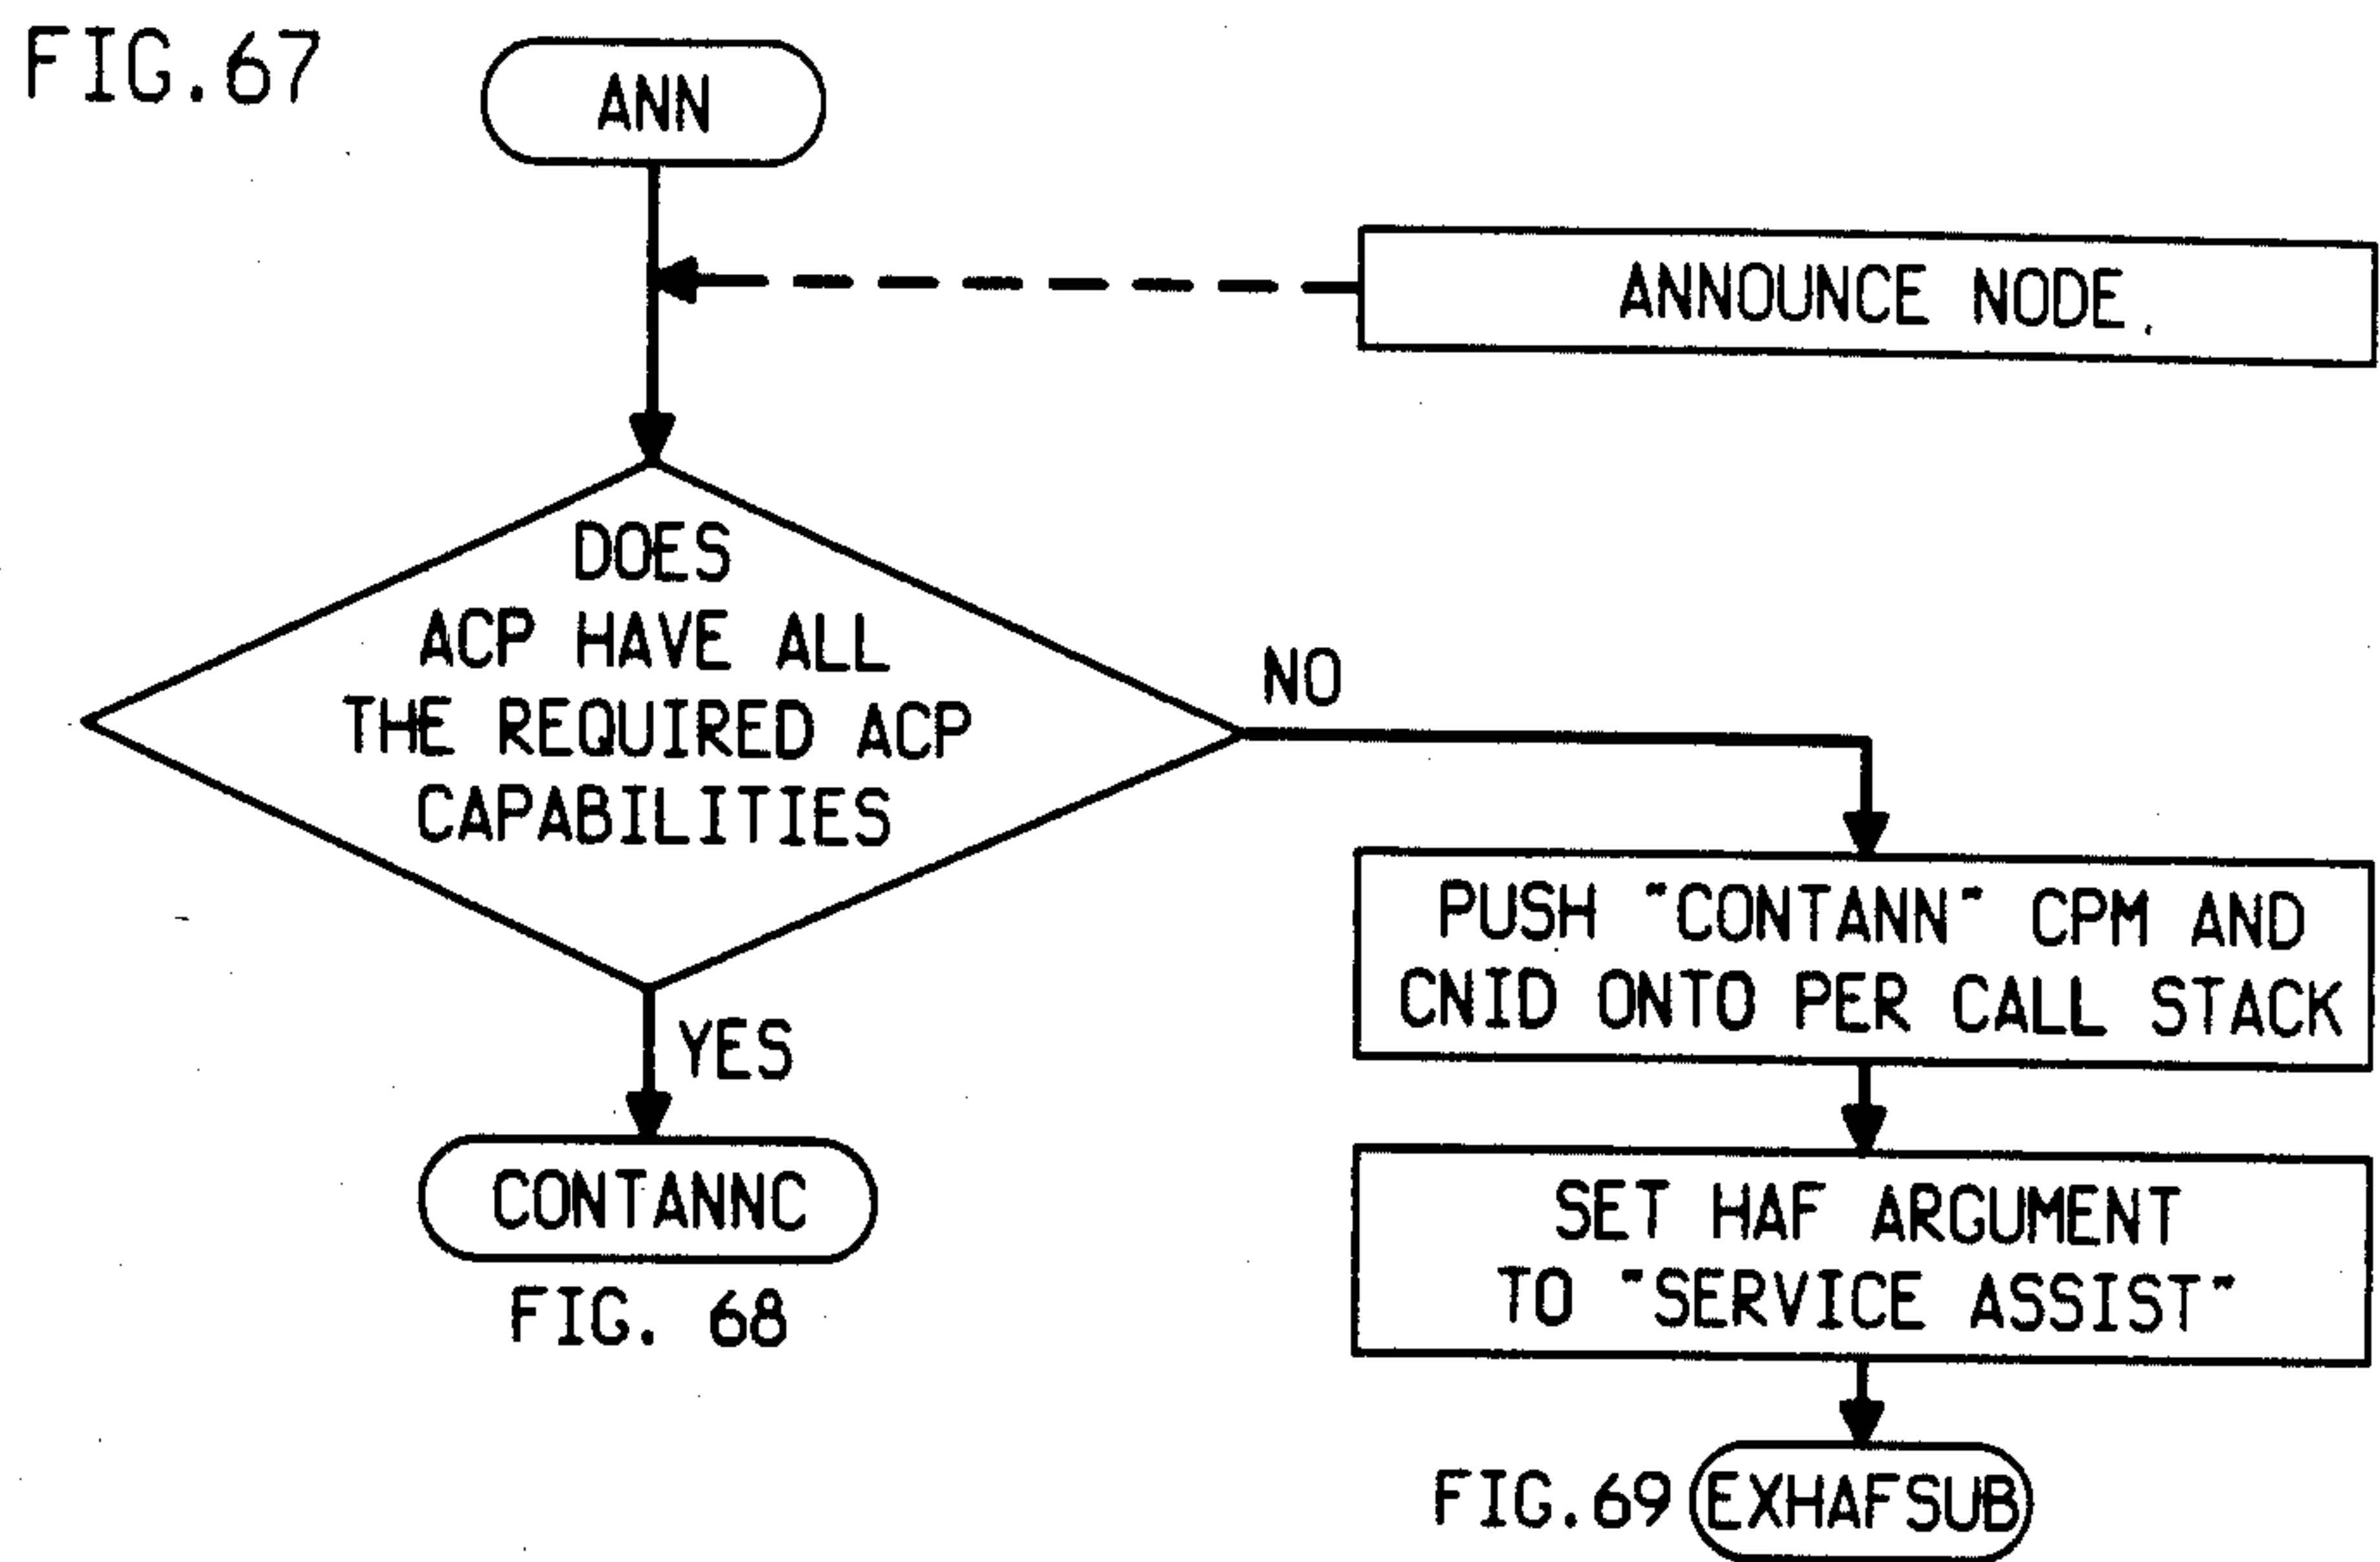 FIG.67
ANN
ANNOUNCE NODE.
DOES
ACP HAVE ALL
THE REQUIRED ACP
CAPABILITIES
NO
YES
CONTANNC
FIG. 68
PUSH "CONTANN" CPM AND
CNID ONTO PER CALL STACK
SET HAF ARGUMENT
TO "SERVICE ASSIST"
FIG.69 EXHAFSUB